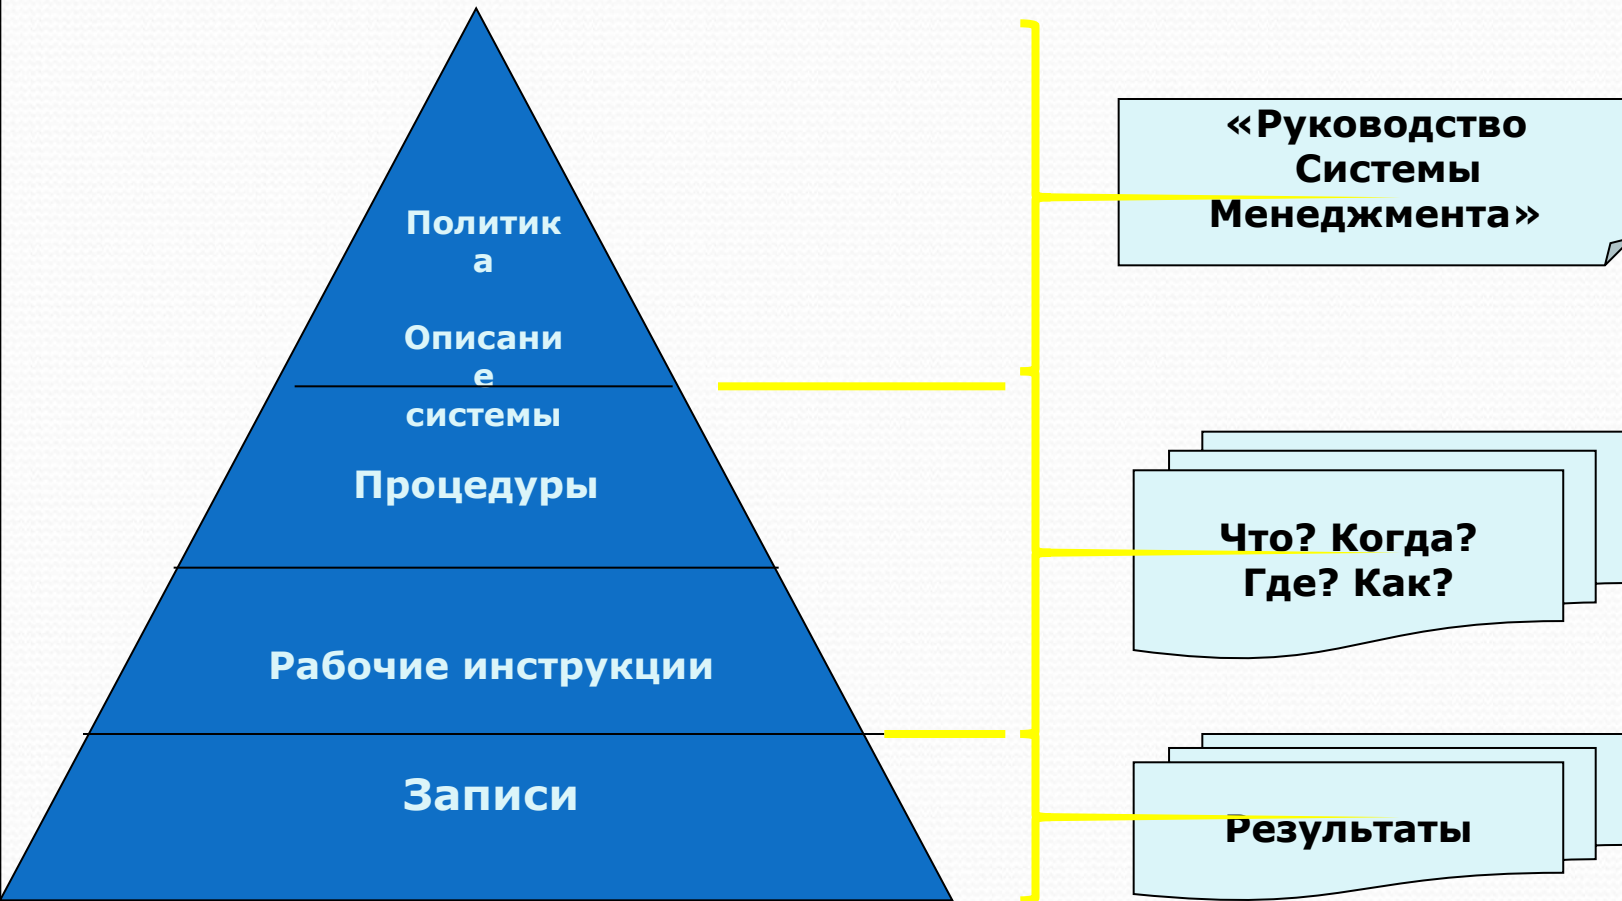 Политик
а
Описани
е
системы
Процедуры
Рабочие инструкции
Записи
«Руководство
Системы
Менеджмента»
Что? Когда?
Где? Как?
Результаты